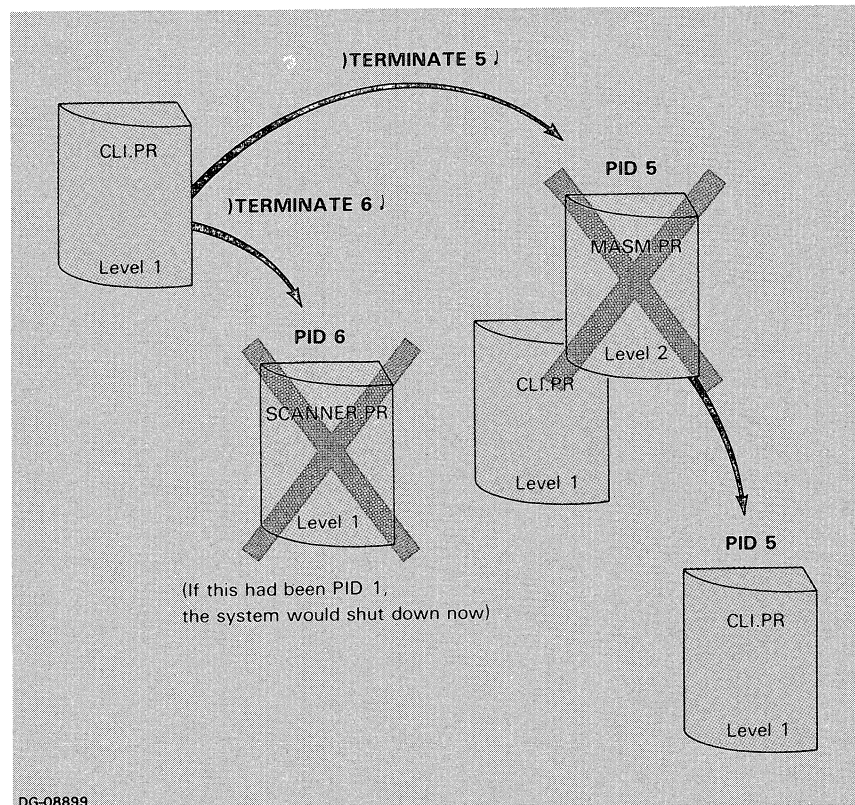 )TERMINATE 5 ⤶
CLI.PR
Level 1
)TERMINATE 6 ⤶
PID 5
MASM.PR
Level 2
PID 6
SCANNER.PR
Level 1
CLI.PR
Level 1
(If this had been PID 1,
the system would shut down now)
PID 5
CLI.PR
Level 1
DG-08899